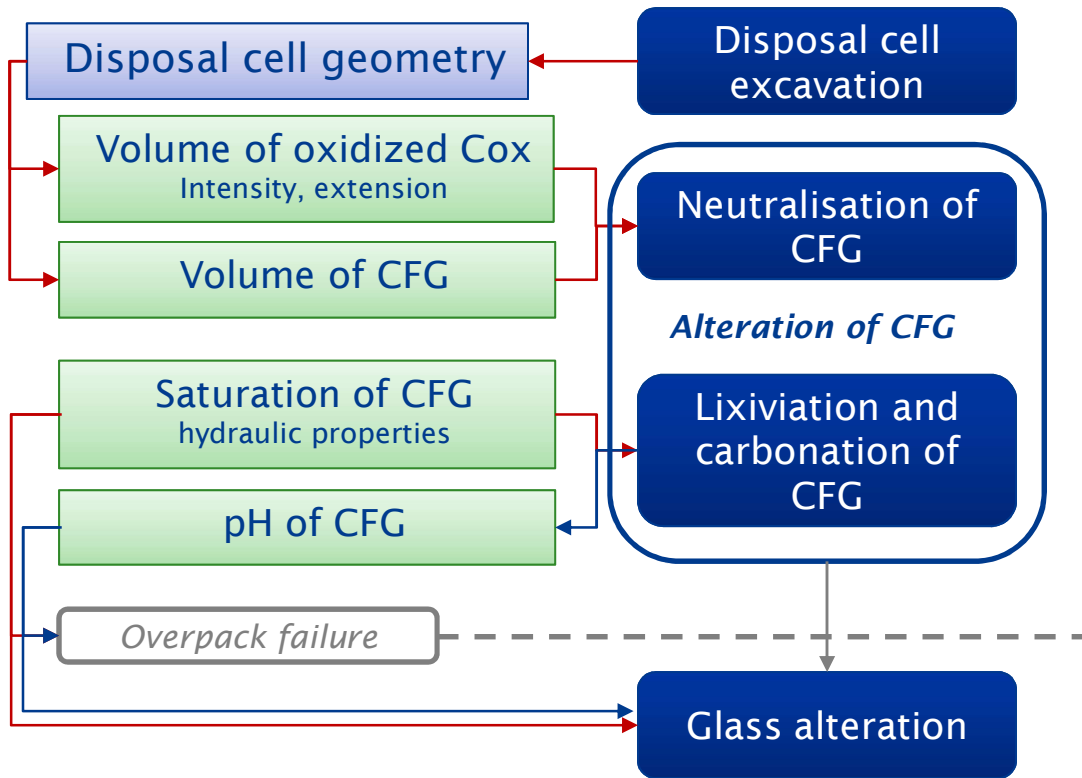 Disposal cell geometry
Disposal cell
excavation
Volume of oxidized Cox
Intensity, extension
Neutralisation of
CFG
Volume of CFG
Alteration of CFG
Saturation of CFG
hydraulic properties
Lixiviation and
carbonation of
CFG
pH of CFG
Overpack failure
Glass alteration